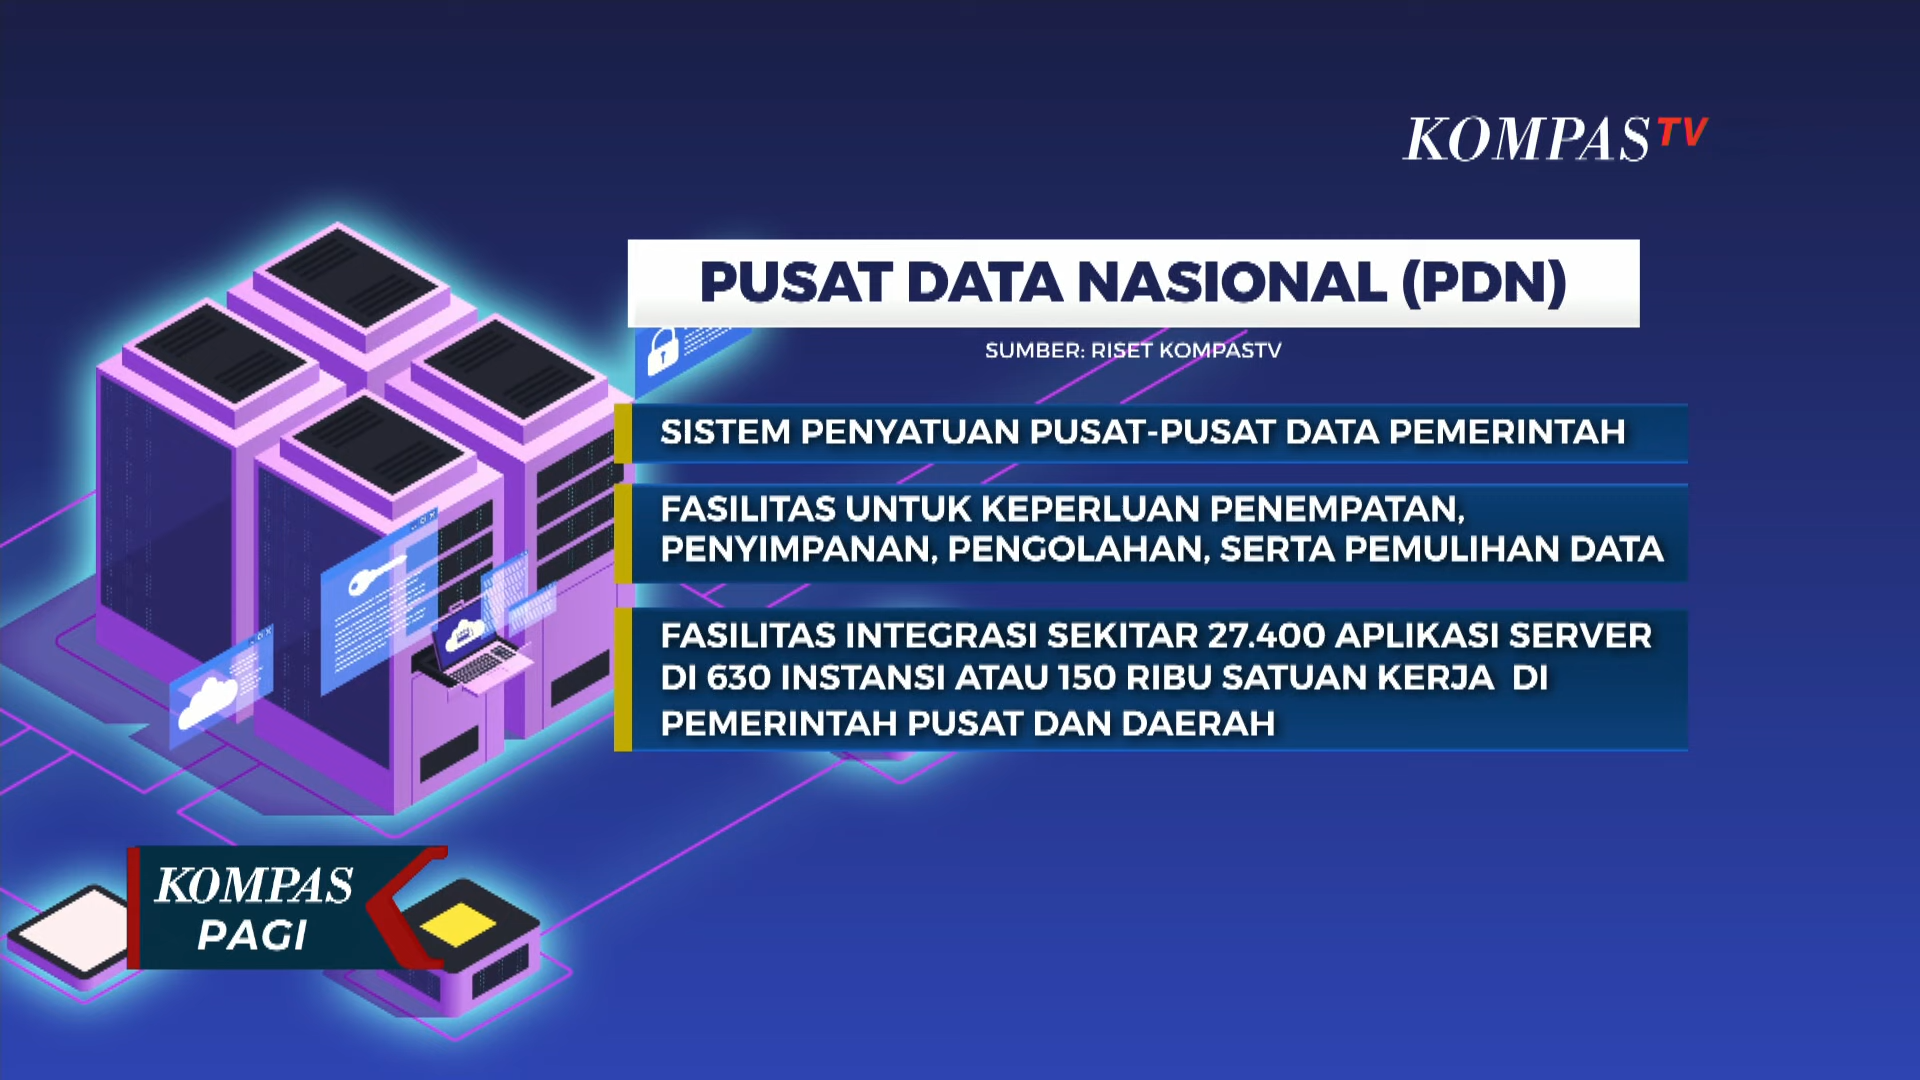 KOMPASTV
PUSAT DATA NASIONAL (PDN)
SUMBER: RISET KOMPASTV
SISTEM PENYATUAN PUSAT-PUSAT DATA PEMERINTAH
FASILITAS UNTUK KEPERLUAN PENEMPATAN,
PENYIMPANAN, PENGOLAHAN, SERTA PEMULIHAN DATA
FASILITAS INTEGRASI SEKITAR 27.400 APLIKASI SERVER
DI 630 INSTANSI ATAU 150 RIBU SATUAN KERJA DI
PEMERINTAH PUSAT DAN DAERAH
KOMPAS
PAGI